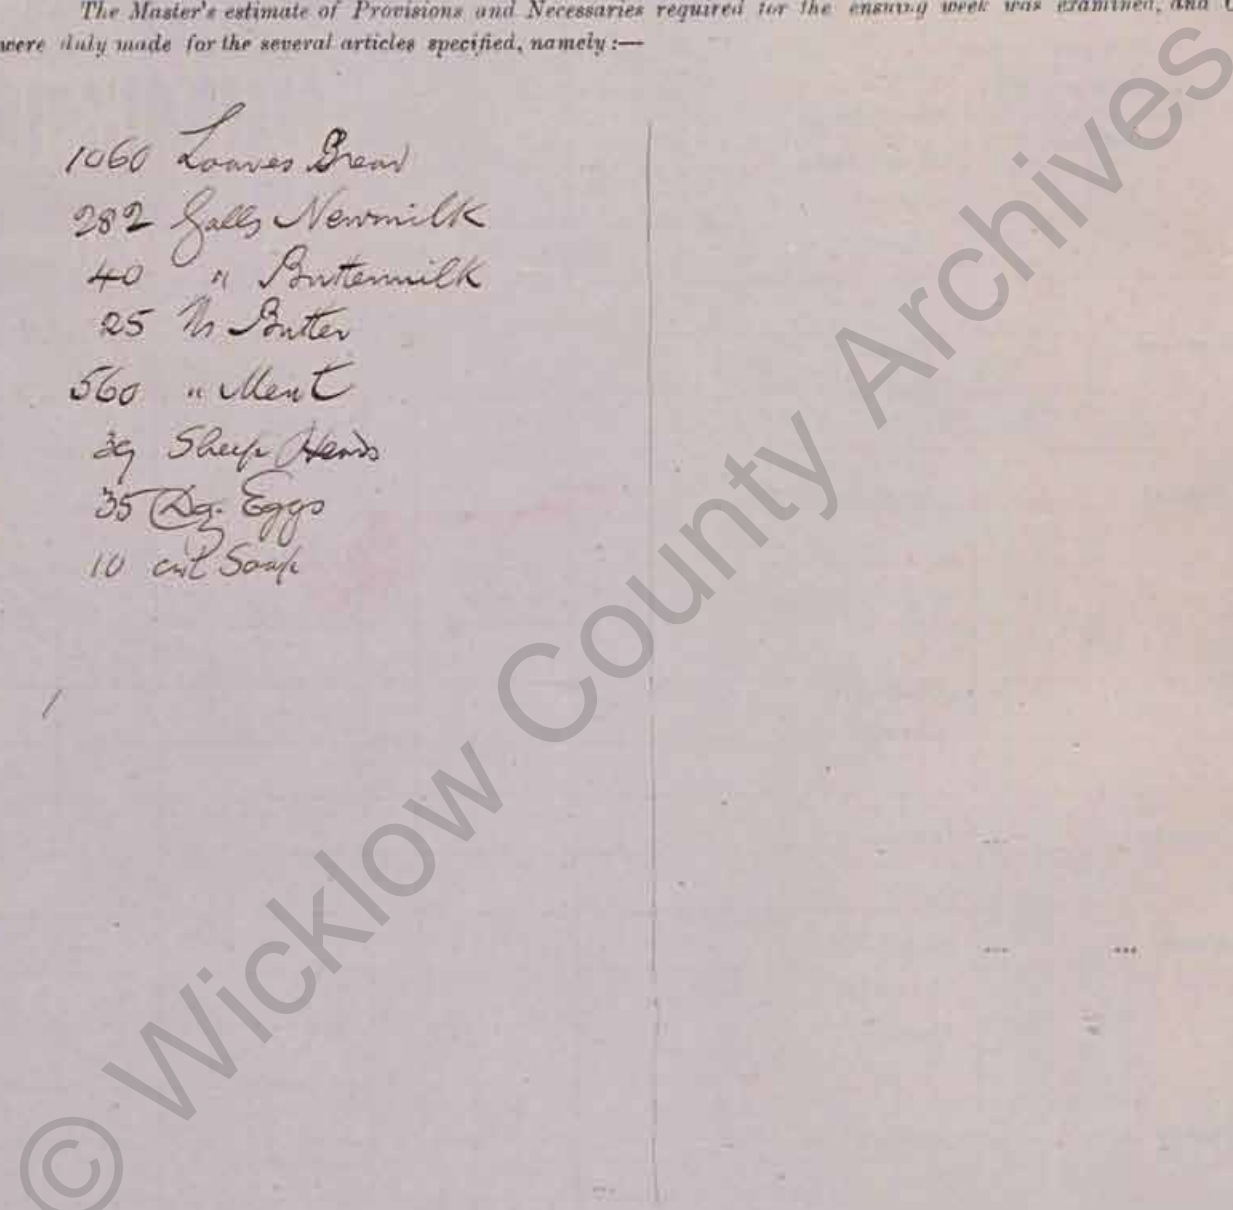 The Master's estimate of Provisions and Necessaries required for the ensuing week was examined, and
were duly made for the several articles specified, namely :—
1060 Loaves Bread
282 Galls Newmilk
40 " Buttermilk
25 lbs Butter
560 " Meat
39 Sheep Heads
35 Dz. Eggs
10 cwt Soap
© Wicklow County Archives